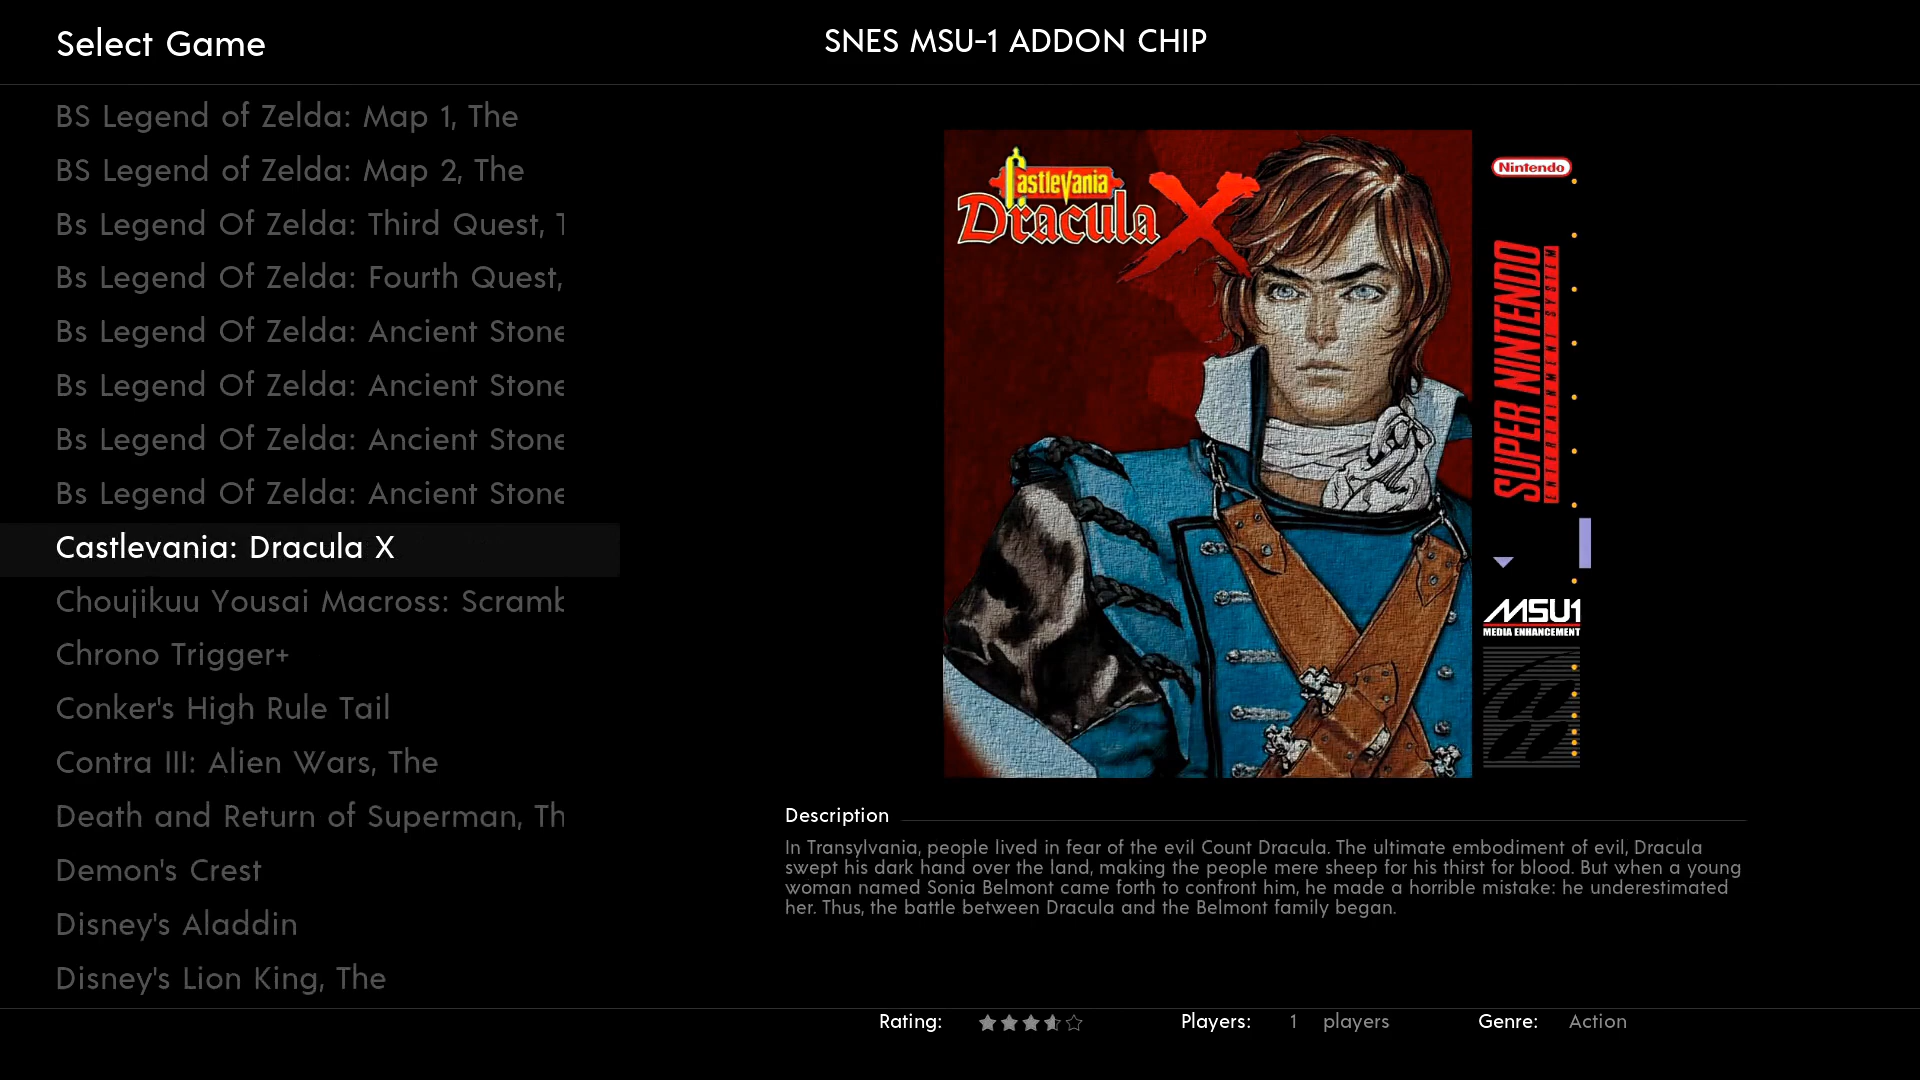 Select Game
SNES MSU-1 ADDON CHIP
BS Legend of Zelda: Map 1, The
BS Legend of Zelda: Map 2, The
Bs Legend Of Zelda: Third Quest, T
Bs Legend Of Zelda: Fourth Quest,
Bs Legend Of Zelda: Ancient Stone
Bs Legend Of Zelda: Ancient Stone
Bs Legend Of Zelda: Ancient Stone
Bs Legend Of Zelda: Ancient Stone
Castlevania: Dracula X
Choujikuu Yousai Macross: Scramb
Chrono Trigger+
Conker's High Rule Tail
Contra III: Alien Wars, The
Death and Return of Superman, Th
Demon's Crest
Disney's Aladdin
Disney's Lion King, The
Castlevania
Dracula X
Nintendo
SUPER NINTENDO
ENTERTAINMENT SYSTEM
MSU1
MEDIA ENHANCEMENT
Description
In Transylvania, people lived in fear of the evil Count Dracula. The ultimate embodiment of evil, Dracula
swept his dark hand over the land, making the people mere sheep for his thirst for blood. But when a young
woman named Sonia Belmont came forth to confront him, he made a horrible mistake: he underestimated
her. Thus, the battle between Dracula and the Belmont family began.
Rating:
Players: 1 players
Genre: Action